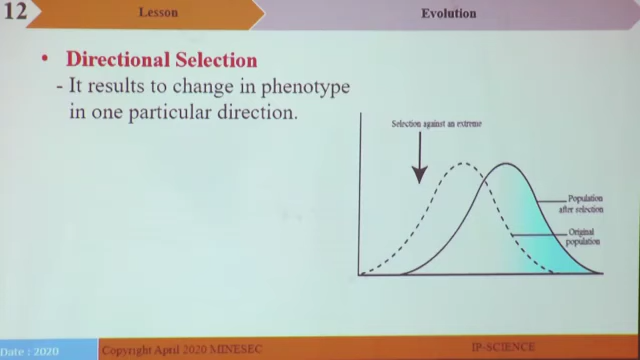 12
Lesson
Evolution
• Directional Selection
- It results to change in phenotype
in one particular direction.
Selection against an extreme
Population
after selection
Original
population
Date : 2020
Copyright April 2020 MINESEC
IP-SCIENCE